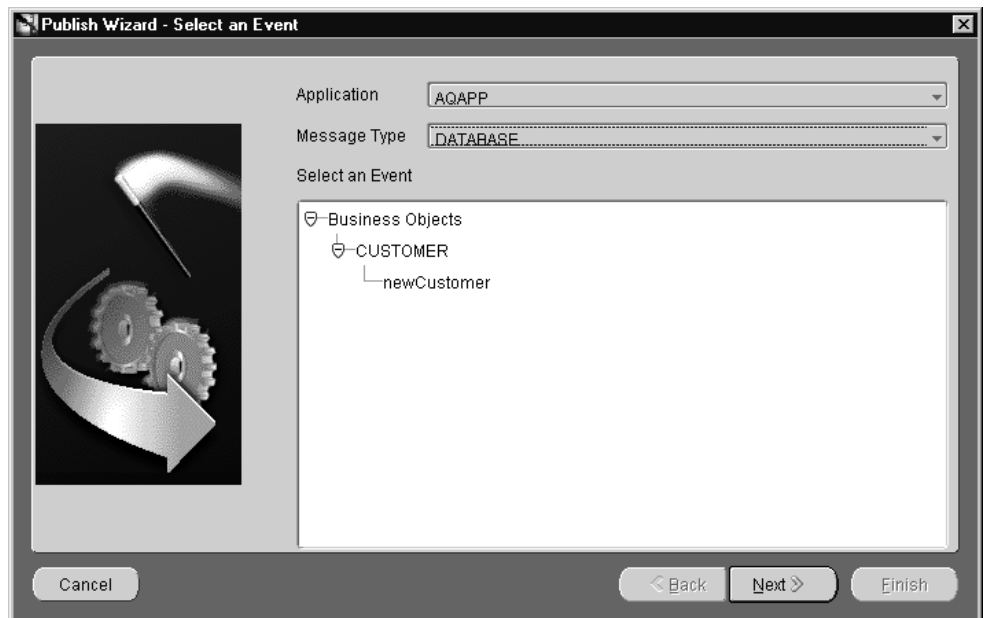 Publish Wizard - Select an Event
Application AQAPP
Message Type DATABASE
Select an Event
Business Objects
CUSTOMER
newCustomer
Cancel Back Next Finish